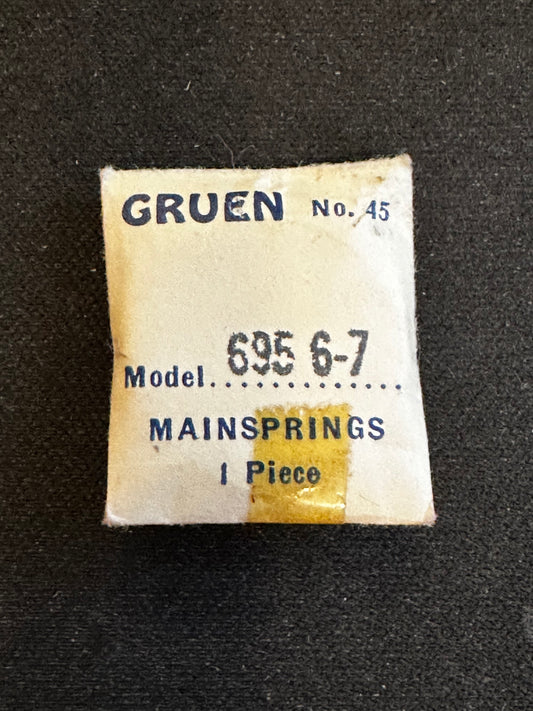 GRUEN No. 45
Model.............. 695 6-7
MAINSPRINGS
1 Piece